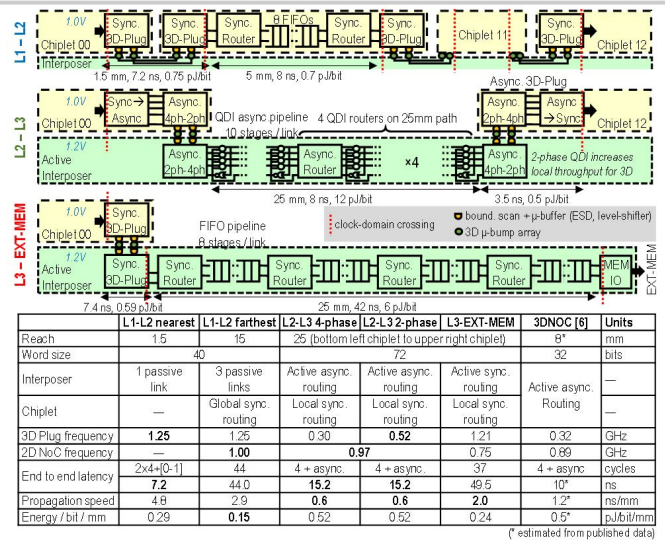 L1 – L2
1.0V
Chiplet 00
Sync. 3D-Plug
Sync. 3D-Plug
Sync. Router
8 FIFOs
Sync. Router
Sync. 3D-Plug
Chiplet 11
Sync. 3D-Plug
Chiplet 12
Interposer
1.5 mm, 7.2 ns, 0.75 pJ/bit
5 mm, 8 ns, 0.7 pJ/bit
Async. 3D-Plug
L2 – L3
1.0V
Chiplet 00
Sync→ Async
Async. 4ph-2ph
QDI async pipeline
10 stages / link
4 QDI routers on 25mm path
Async. 2ph-4ph
Async →Sync.
Chiplet 12
1.2V
Active
Interposer
Async. 2ph-4ph
Async. Router
×4
Async. 4ph-2ph
2-phase QDI increases
local throughput for 3D
25 mm, 8 ns, 12 pJ/bit
3.5 ns, 0.5 pJ/bit
L3 – EXT-MEM
1.0V
Chiplet 00
Sync. 3D-Plug
FIFO pipeline
8 stages / link
clock-domain crossing
bound. scan + µ-buffer (ESD, level-shifter)
3D µ-bump array
1.2V
Active
Interposer
Sync. 3D-Plug
Sync. Router
Sync. Router
Sync. Router
Sync. Router
MEM IO
EXT-MEM
7.4 ns, 0.59 pJ/bit
25 mm, 42 ns, 6 pJ/bit
L1-L2 nearest L1-L2 farthest L2-L3 4-phase L2-L3 2-phase L3-EXT-MEM 3DNOC [6] Units
Reach 1.5 15 25 (bottom left chiplet to upper right chiplet) 8* mm
Word size 40 72 32 bits
Interposer 1 passive link 3 passive links Active async. routing Active async. routing Active sync. routing Active async. Routing —
Chiplet — Global sync. routing Local sync. routing Local sync. routing Local sync. routing —
3D Plug frequency 1.25 1.25 0.30 0.52 1.21 0.32 GHz
2D NoC frequency — 1.00 0.97 0.75 0.89 GHz
End to end latency 2x4+[0-1] 44 4 + async. 4 + async. 37 4 + async cycles
7.2 44.0 15.2 15.2 49.5 10* ns
Propagation speed 4.8 2.9 0.6 0.6 2.0 1.2* ns/mm
Energy / bit / mm 0.29 0.15 0.52 0.52 0.24 0.5* pJ/bit/mm
(* estimated from published data)